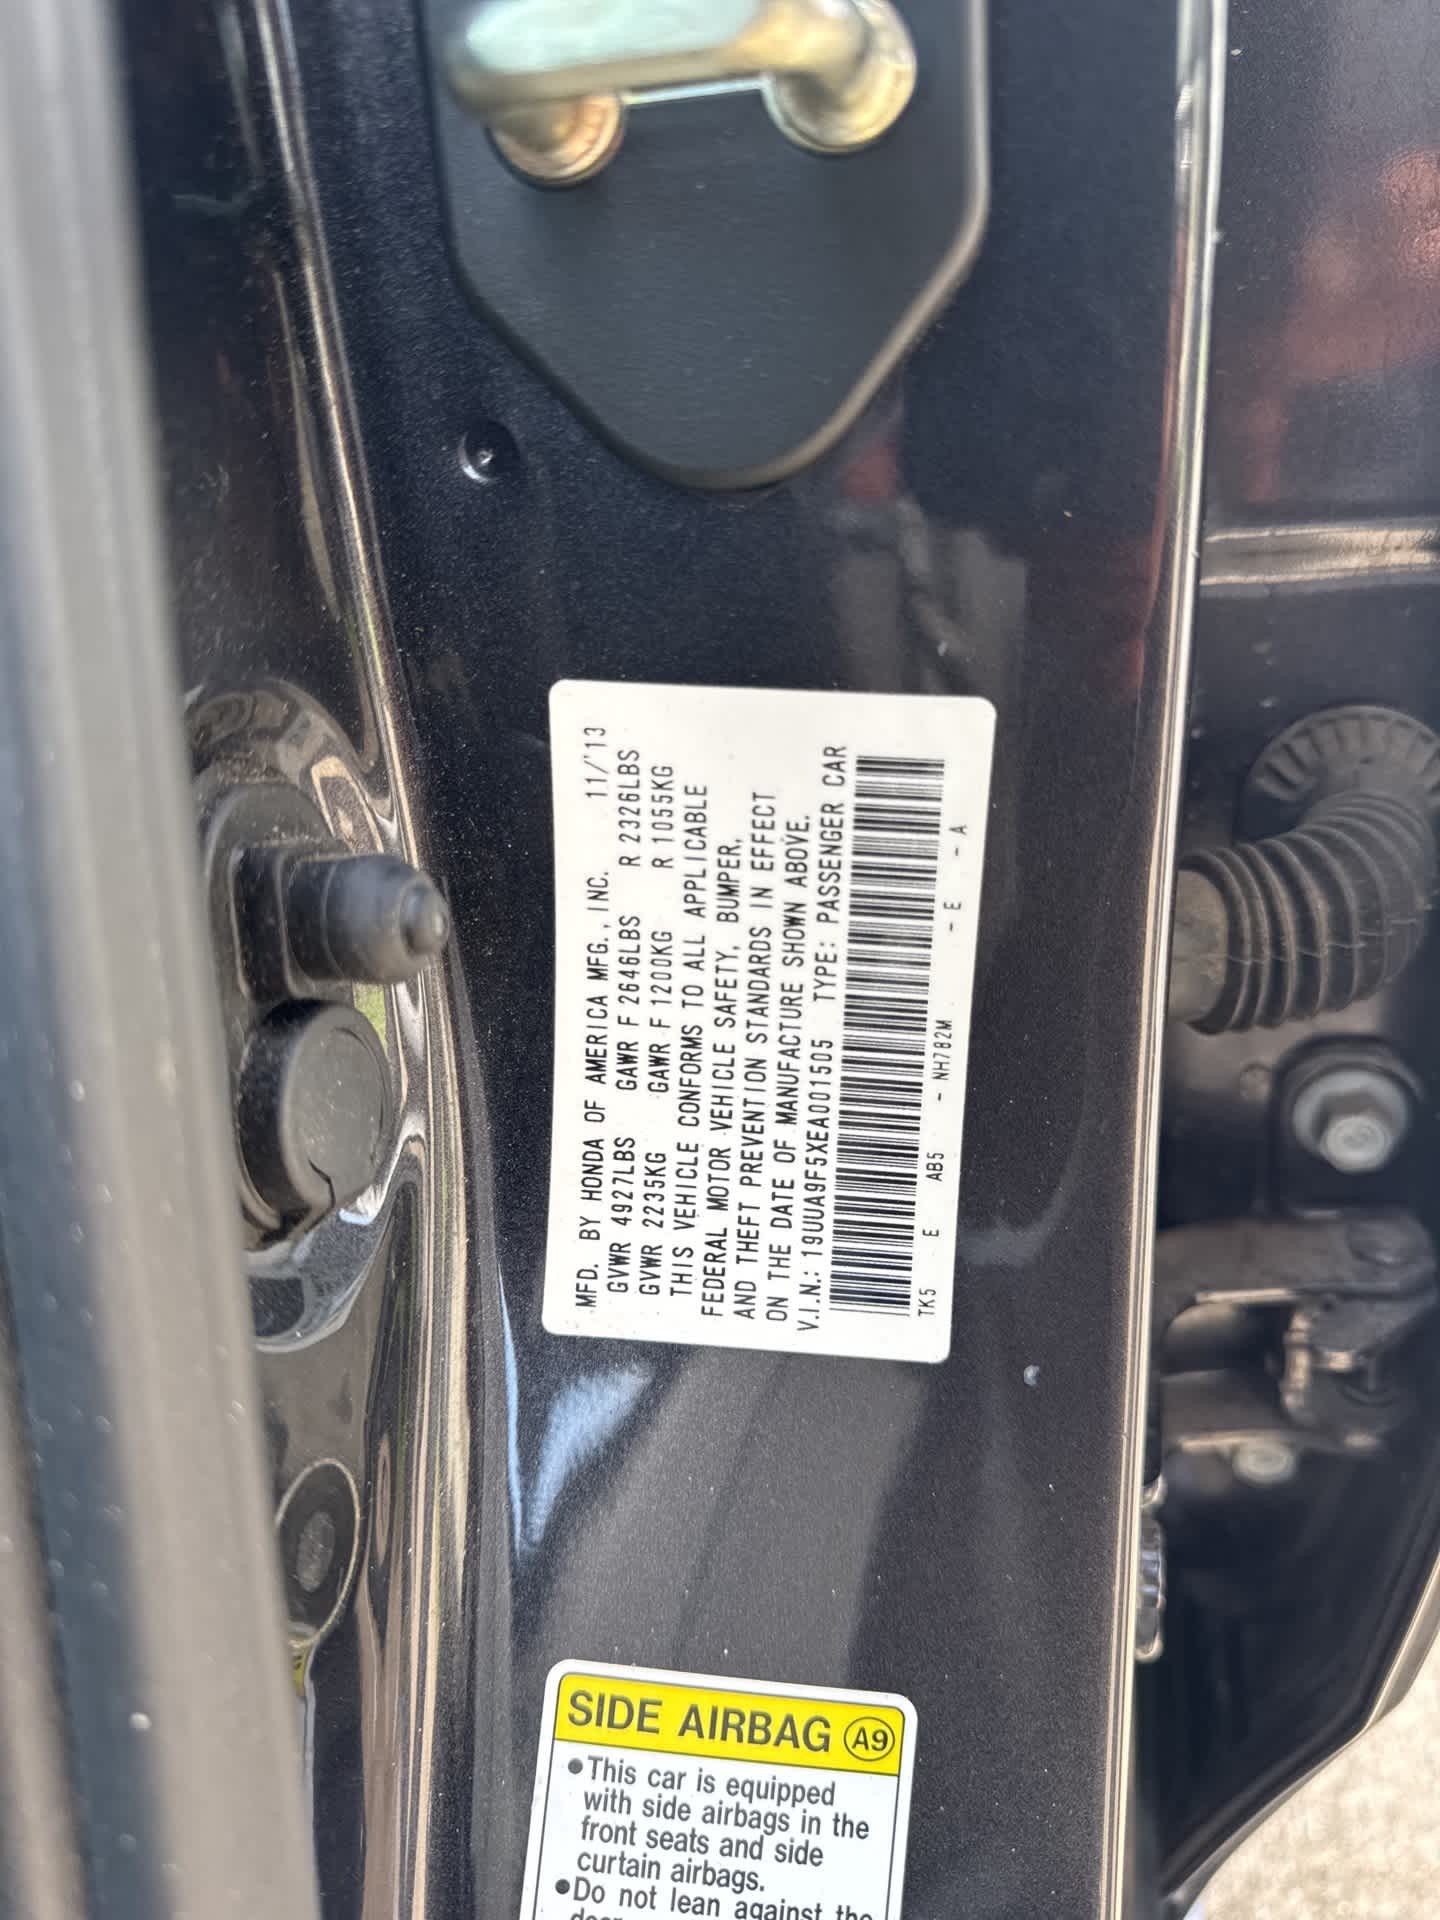 MFD. BY HONDA OF AMERICA MFG., INC. 11/'13
GVWR 4927LBS GAWR F 2646LBS R 2326LBS
GVWR 2235KG GAWR F 1200KG R 1055KG
THIS VEHICLE CONFORMS TO ALL APPLICABLE
FEDERAL MOTOR VEHICLE SAFETY, BUMPER,
AND THEFT PREVENTION STANDARDS IN EFFECT
ON THE DATE OF MANUFACTURE SHOWN ABOVE.
V.I.N.: 19UUA9F5XEA001505 TYPE: PASSENGER CAR
TK5 E AB5 - NH782M - E - A
SIDE AIRBAG A9
•This car is equipped
with side airbags in the
front seats and side
curtain airbags.
•Do not lean against the